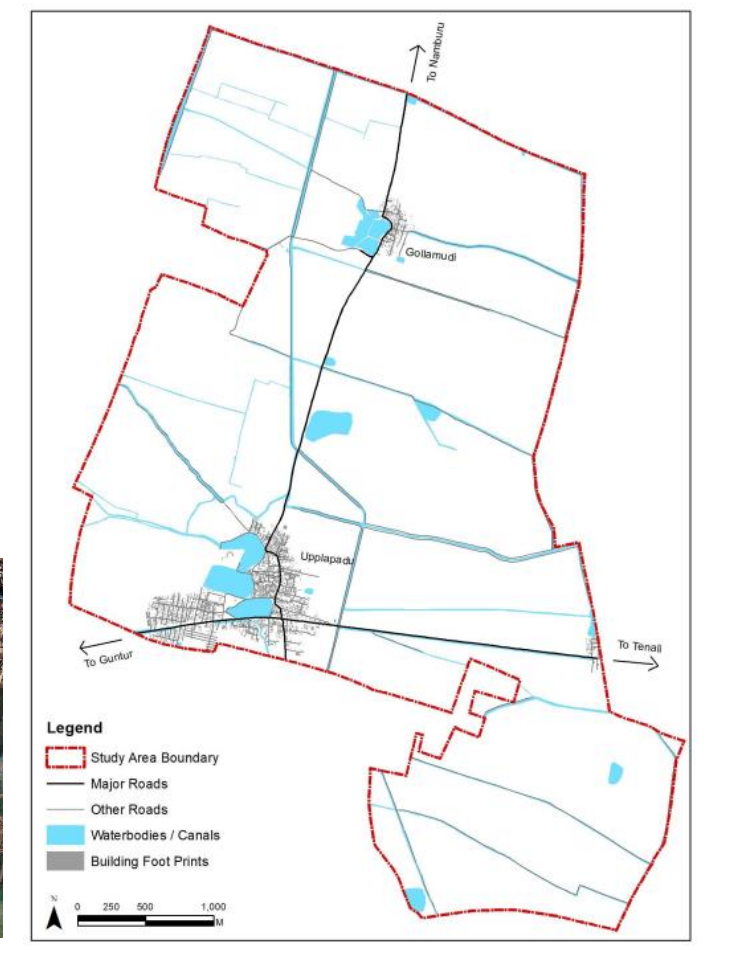 To Namburu
Gollamudi
Upplapadu
To Guntur
To Tenali
Legend
Study Area Boundary
Major Roads
Other Roads
Waterbodies / Canals
Building Foot Prints
N
0 250 500 1,000
M